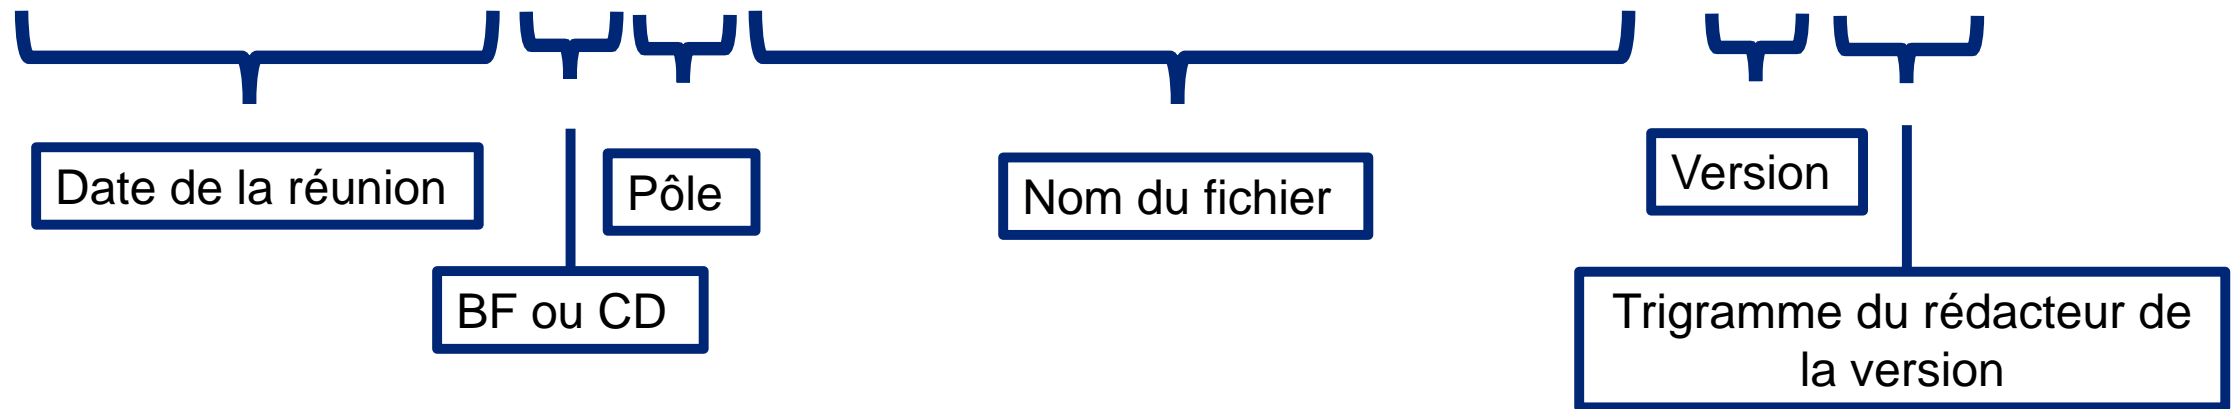 Date de la réunion
Pôle
Nom du fichier
Version
BF ou CD
Trigramme du rédacteur de
la version